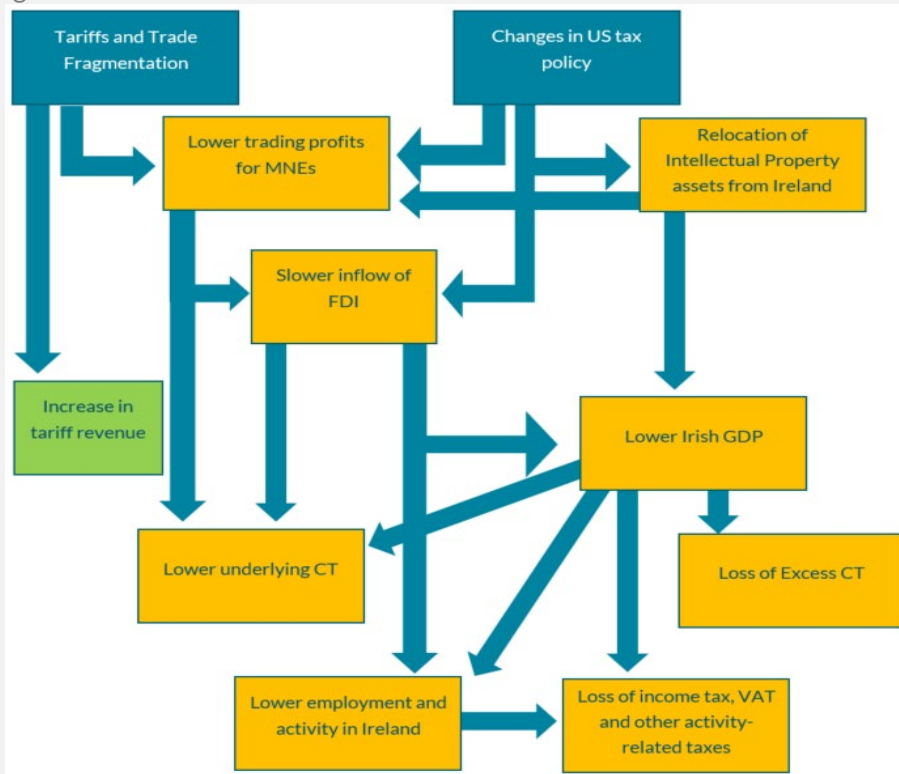 Tariffs and Trade
Fragmentation
Changes in US tax
policy
Lower trading profits
for MNEs
Relocation of
Intellectual Property
assets from Ireland
Slower inflow of
FDI
Increase in
tariff revenue
Lower Irish GDP
Lower underlying CT
Loss of Excess CT
Lower employment and
activity in Ireland
Loss of income tax, VAT
and other activity-
related taxes